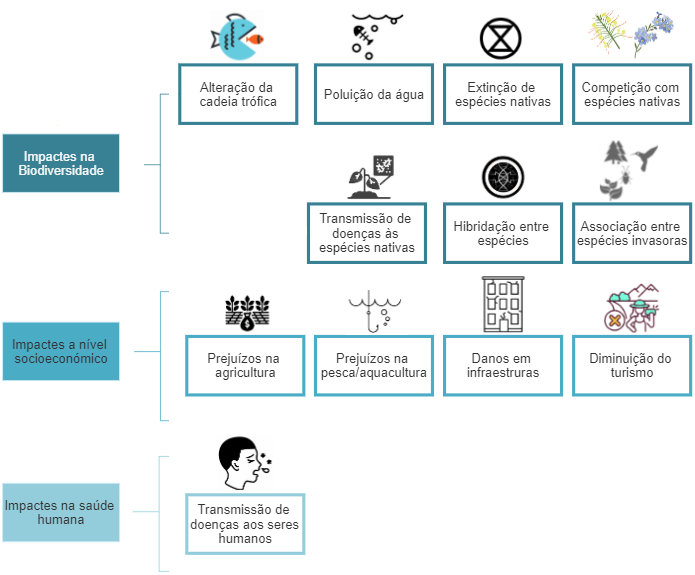 Alteração da
cadeia trófica
Poluição da água
Extinção de
espécies nativas
Competição com
espécies nativas
Impactes na
Biodiversidade
Transmissão de
doenças às
espécies nativas
Hibridação entre
espécies
Associação entre
espécies invasoras
Impactes a nível
socioeconómico
Prejuízos na
agricultura
Prejuízos na
pesca/aquacultura
Danos em
infraestruras
Diminuição do
turismo
Impactes na saúde
humana
Transmissão de
doenças aos seres
humanos